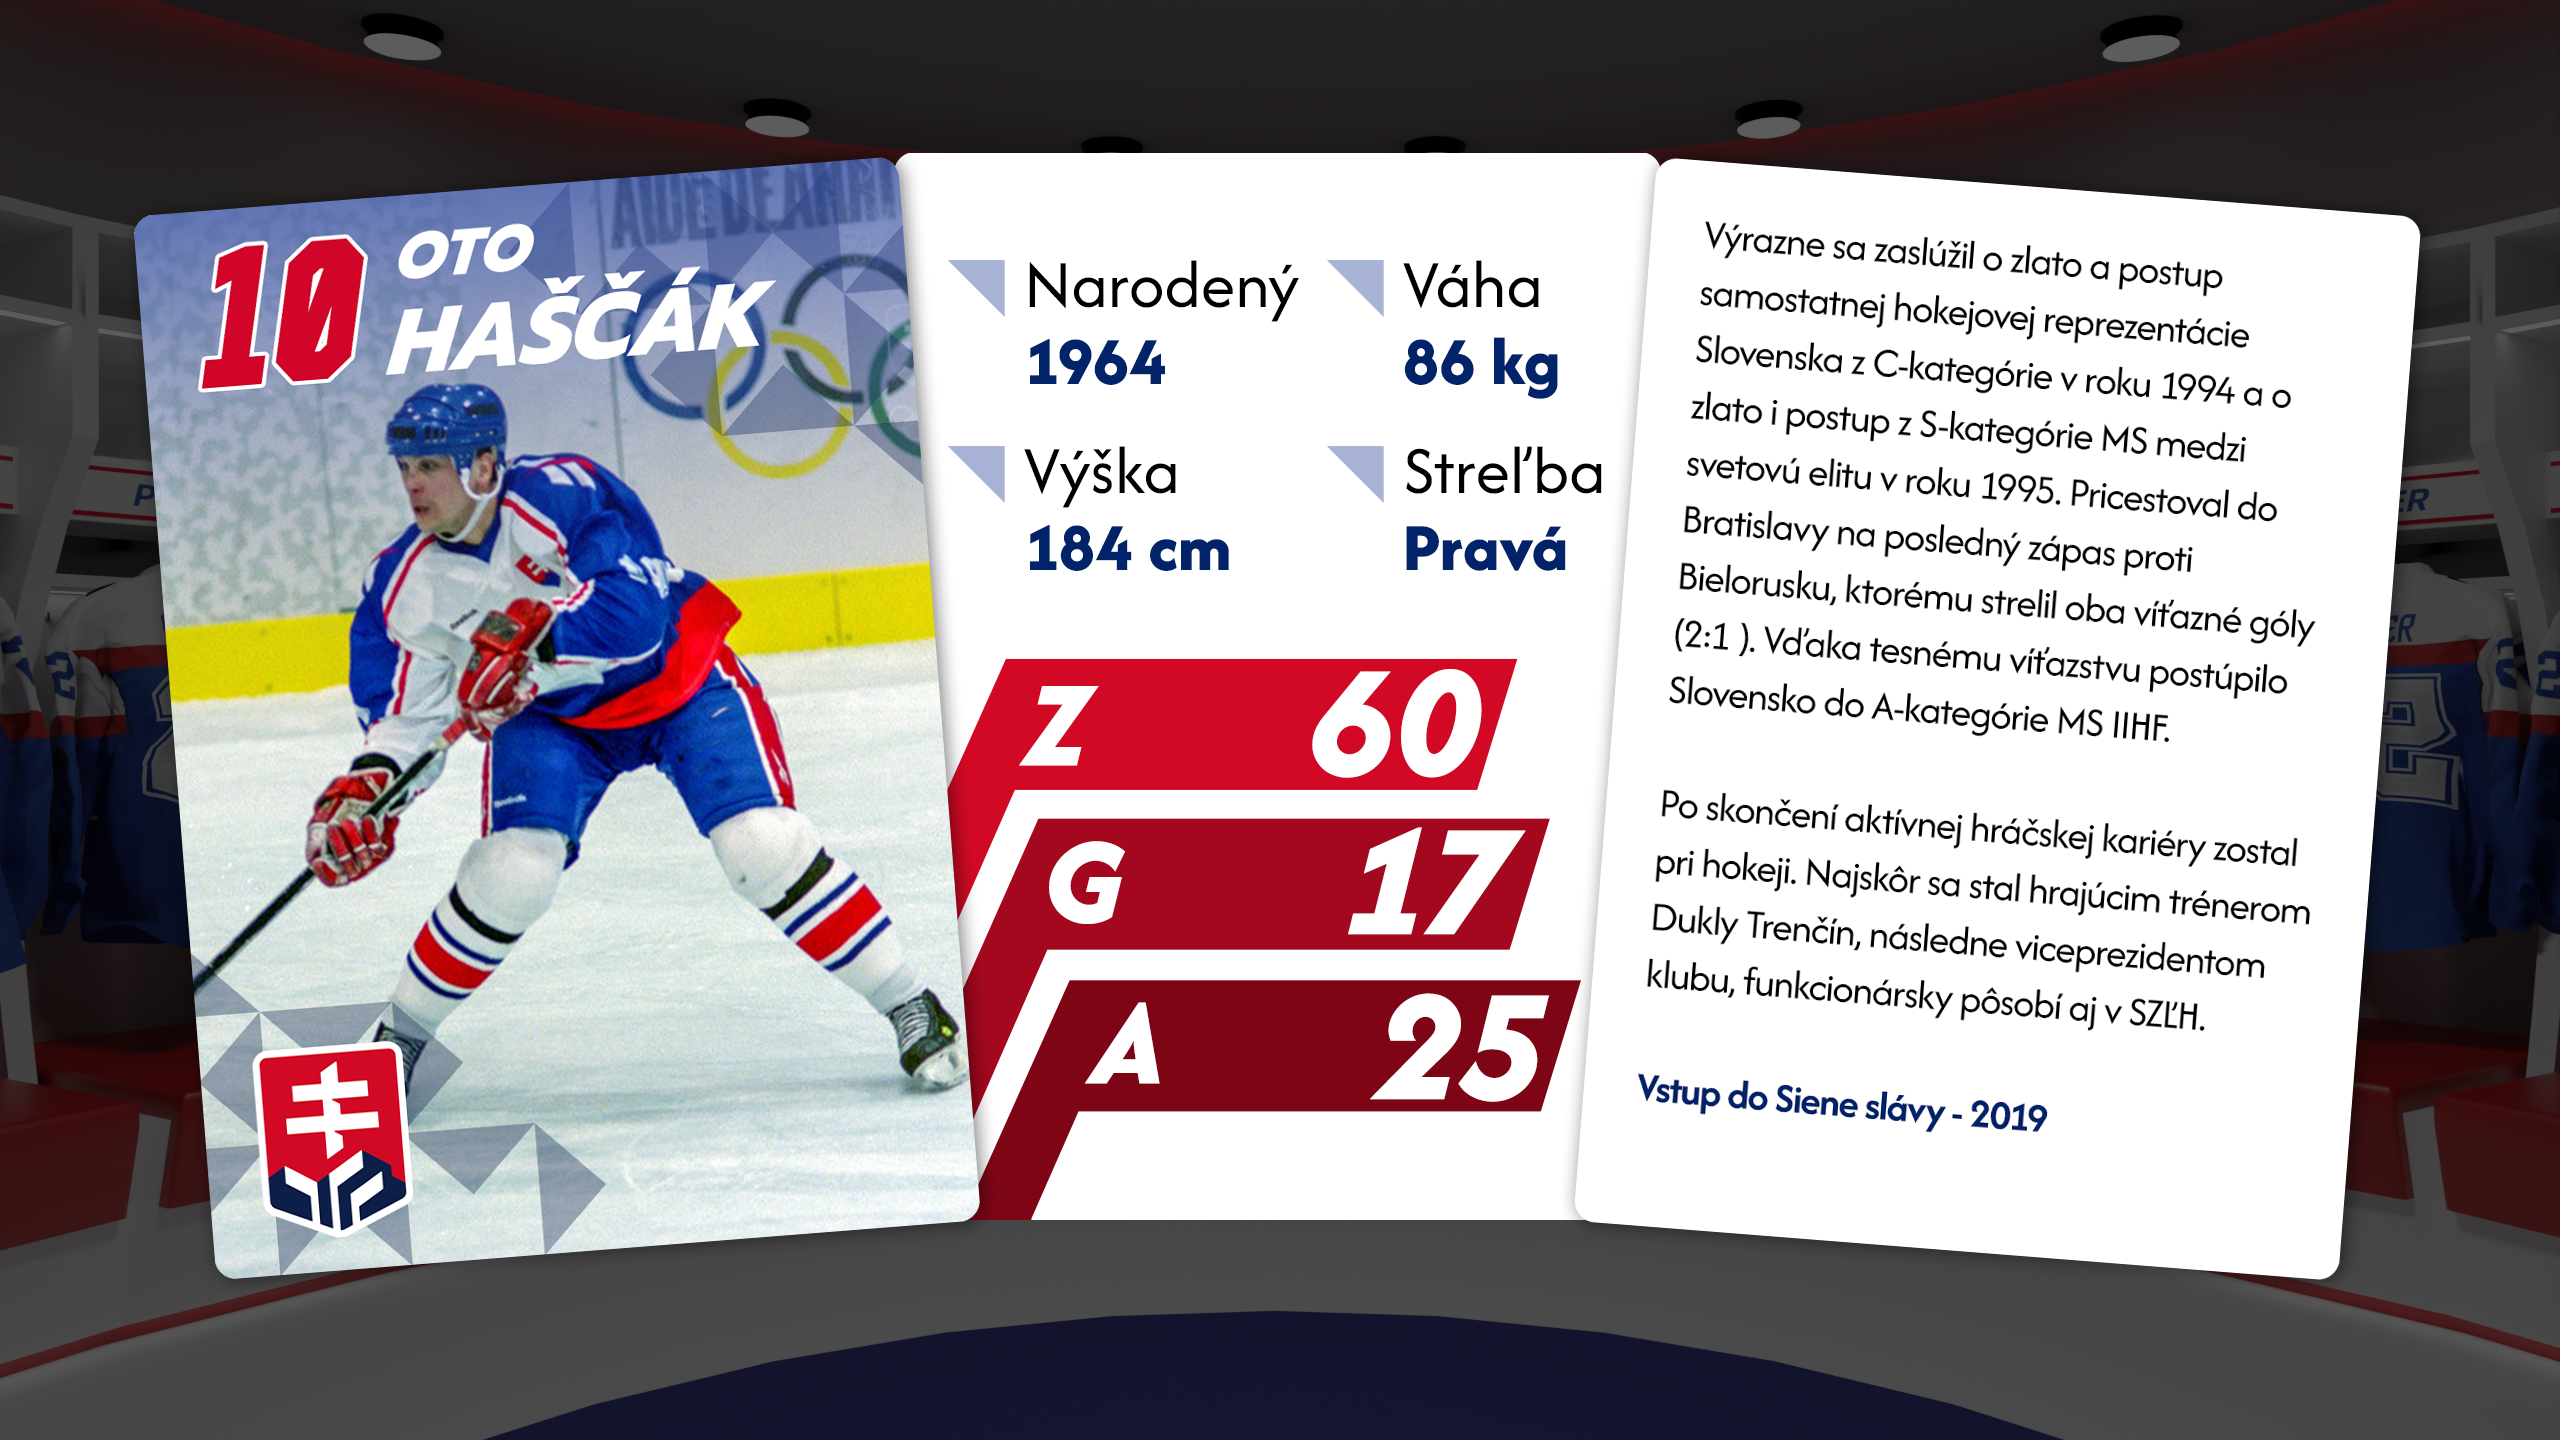 10
OTO
HAŠČÁK
Narodený
1964
Váha
86 kg
Výška
184 cm
Streľba
Pravá
Z 60
G 17
A 25
Výrazne sa zaslúžil o zlato a postup
samostatnej hokejovej reprezentácie
Slovenska z C-kategórie v roku 1994 a o
zlato i postup z S-kategórie MS medzi
svetovú elitu v roku 1995. Pricestoval do
Bratislavy na posledný zápas proti
Bielorusku, ktorému strelil oba víťazné góly
(2:1 ). Vďaka tesnému víťazstvu postúpilo
Slovensko do A-kategórie MS IIHF.
Po skončení aktívnej hráčskej kariéry zostal
pri hokeji. Najskôr sa stal hrajúcim trénerom
Dukly Trenčín, následne viceprezidentom
klubu, funkcionársky pôsobí aj v SZĽH.
Vstup do Siene slávy - 2019